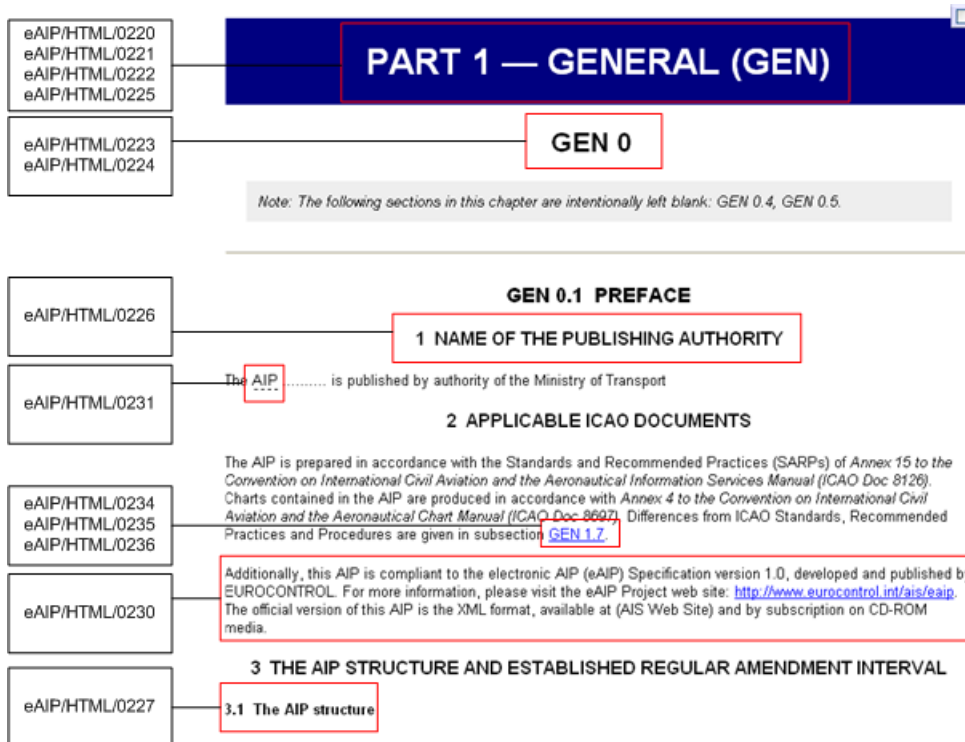 eAIP/HTML/0220
eAIP/HTML/0221
eAIP/HTML/0222
eAIP/HTML/0225
PART 1 — GENERAL (GEN)
eAIP/HTML/0223
eAIP/HTML/0224
GEN 0
Note: The following sections in this chapter are intentionally left blank: GEN 0.4, GEN 0.5.
GEN 0.1 PREFACE
eAIP/HTML/0226
1 NAME OF THE PUBLISHING AUTHORITY
The AIP .......... is published by authority of the Ministry of Transport
eAIP/HTML/0231
2 APPLICABLE ICAO DOCUMENTS
The AIP is prepared in accordance with the Standards and Recommended Practices (SARPs) of Annex 15 to the
Convention on International Civil Aviation and the Aeronautical Information Services Manual (ICAO Doc 8126).
Charts contained in the AIP are produced in accordance with Annex 4 to the Convention on International Civil
Aviation and the Aeronautical Chart Manual (ICAO Doc 8697). Differences from ICAO Standards, Recommended
Practices and Procedures are given in subsection GEN 1.7.
eAIP/HTML/0234
eAIP/HTML/0235
eAIP/HTML/0236
Additionally, this AIP is compliant to the electronic AIP (eAIP) Specification version 1.0, developed and published by
EUROCONTROL. For more information, please visit the eAIP Project web site: http://www.eurocontrol.int/ais/eaip.
The official version of this AIP is the XML format, available at (AIS Web Site) and by subscription on CD-ROM
media.
eAIP/HTML/0230
3 THE AIP STRUCTURE AND ESTABLISHED REGULAR AMENDMENT INTERVAL
eAIP/HTML/0227
3.1 The AIP structure